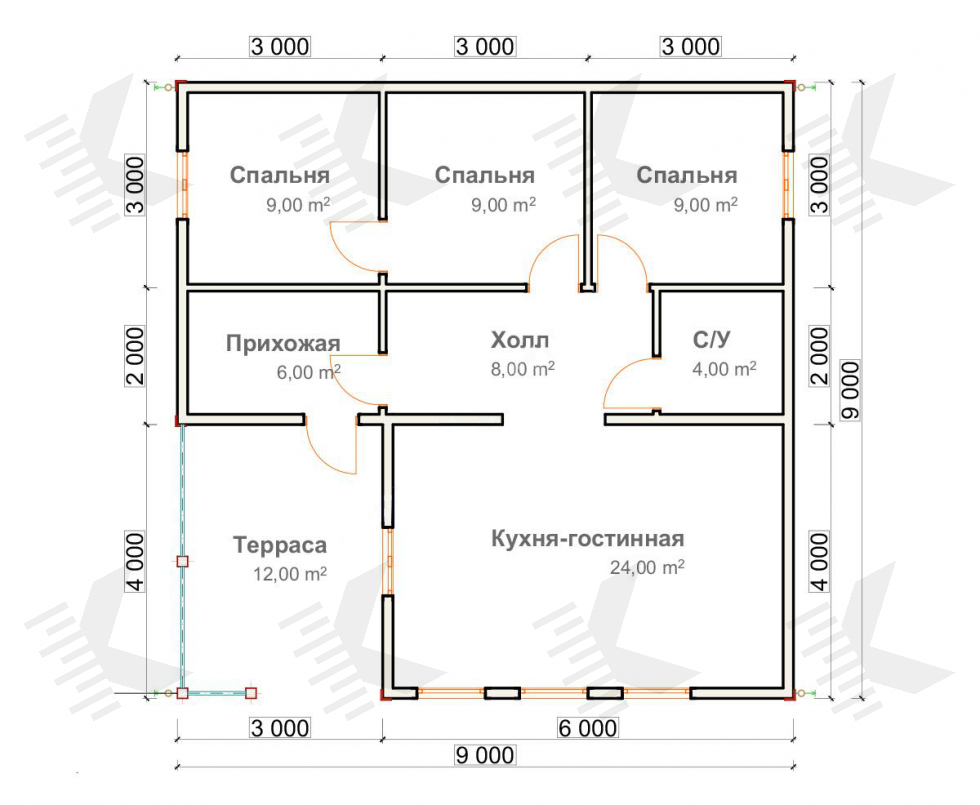 3 000
3 000
3 000
Спальня
9,00 m²
Спальня
9,00 m²
Спальня
9,00 m²
3 000
3 000
Прихожая
6,00 m²
Холл
8,00 m²
С/У
4,00 m²
2 000
2 000
9 000
Терраса
12,00 m²
Кухня-гостинная
24,00 m²
4 000
4 000
3 000
6 000
9 000